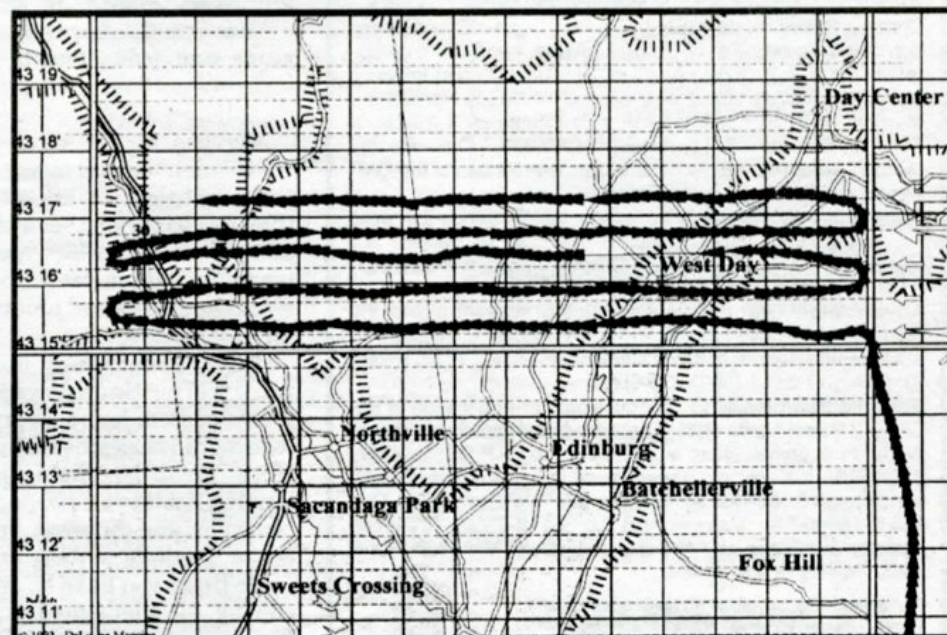 43 19'
Day Center
43 18'
43 17'
30
West Day
43 16'
43 15'
43 14'
Northville
Edinburg
43 13'
Batchellerville
Sacandaga Park
43 12'
Fox Hill
Sweets Crossing
43 11'